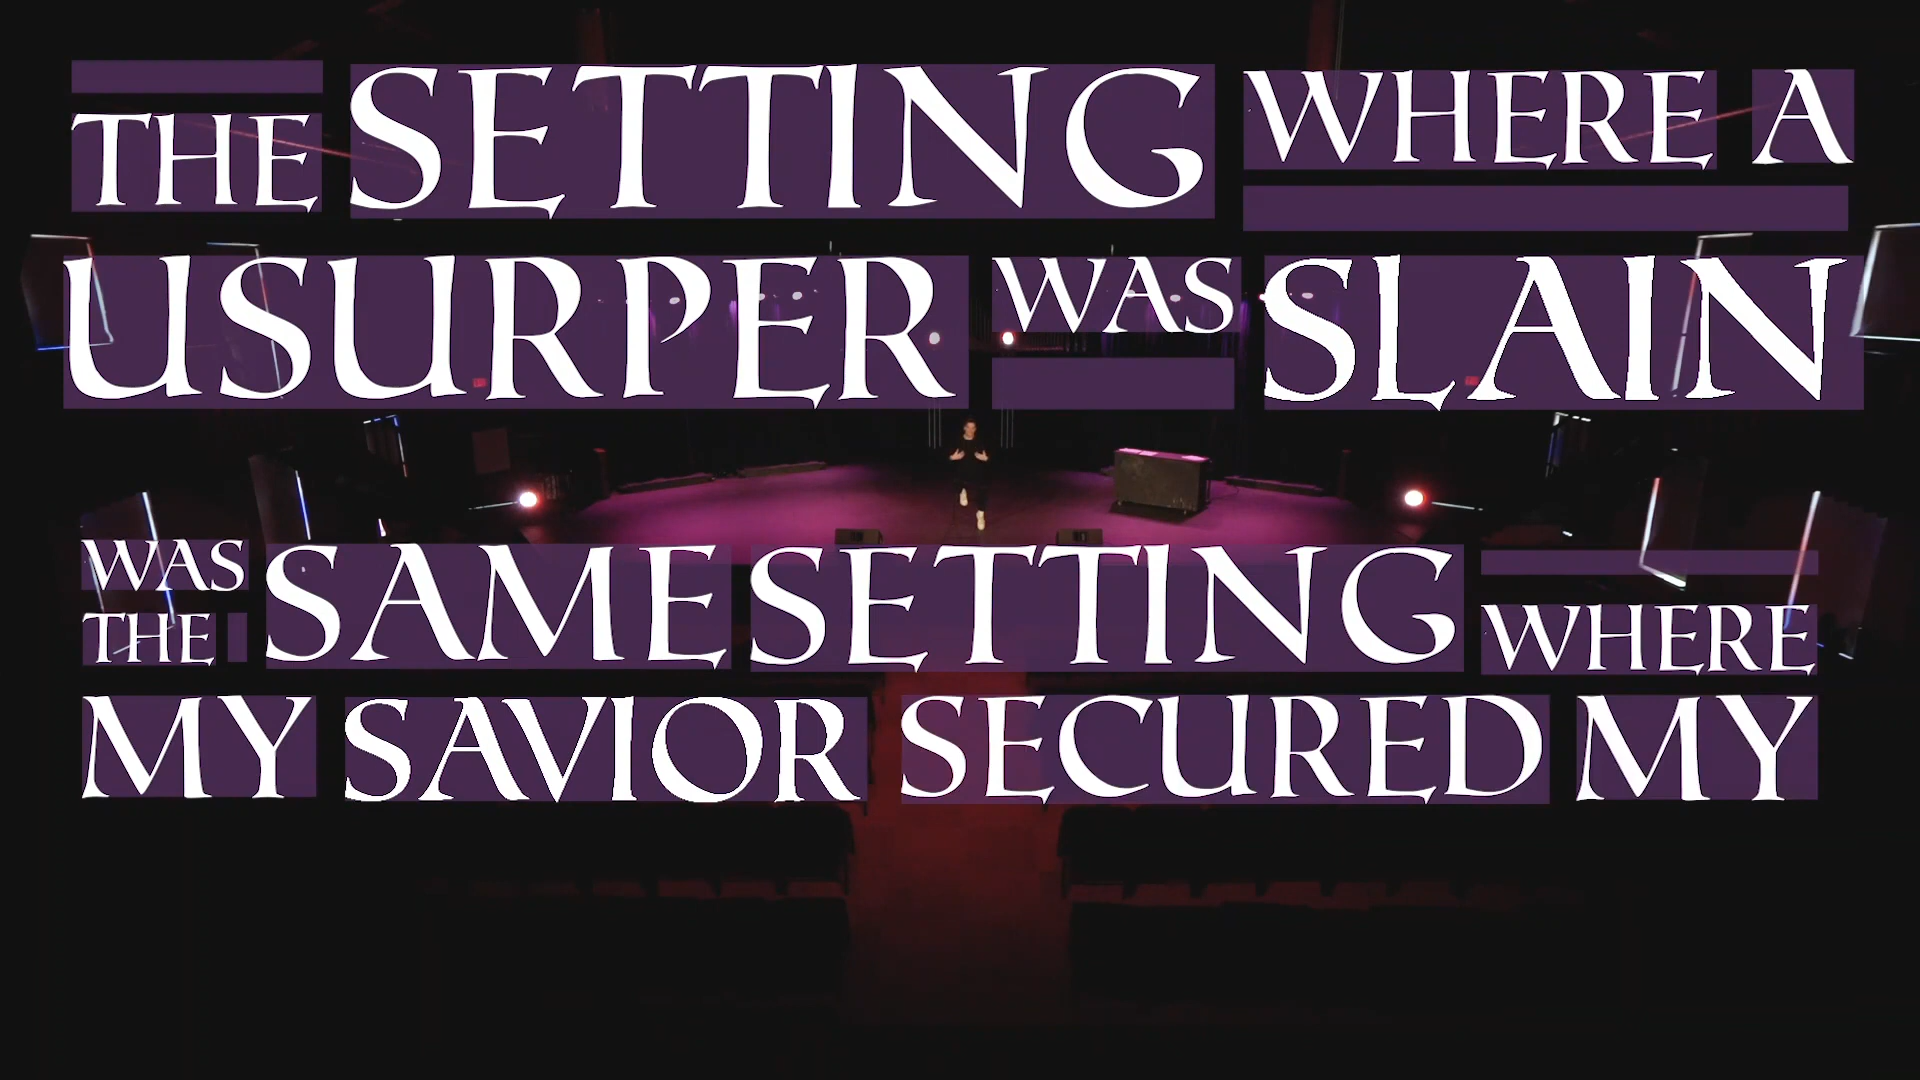 THE SETTING WHERE A
USURPER WAS SLAIN
WAS THE SAME SETTING WHERE
MY SAVIOR SECURED MY